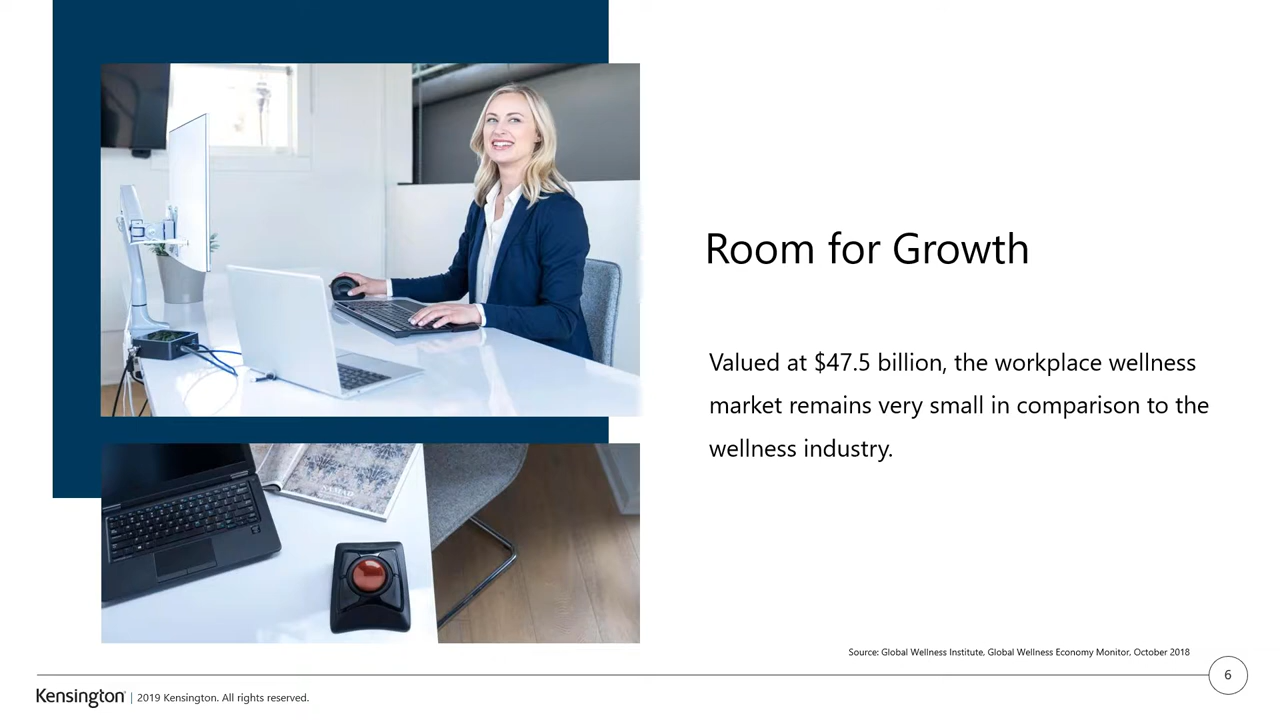 Room for Growth
Valued at $47.5 billion, the workplace wellness
market remains very small in comparison to the
wellness industry.
Source: Global Wellness Institute, Global Wellness Economy Monitor, October 2018
6
Kensington | 2019 Kensington. All rights reserved.